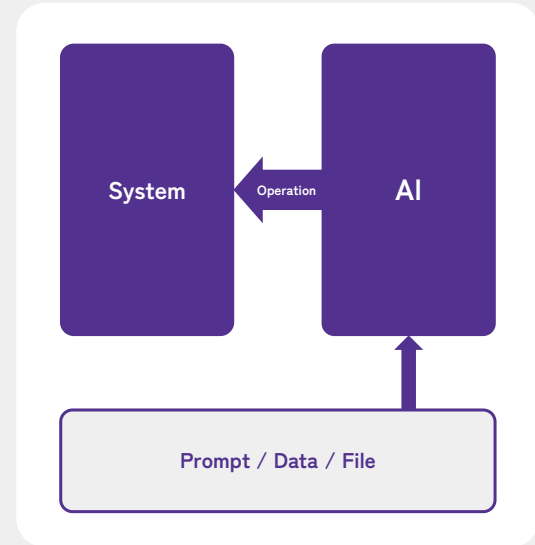 System
Operation
AI
Prompt / Data / File